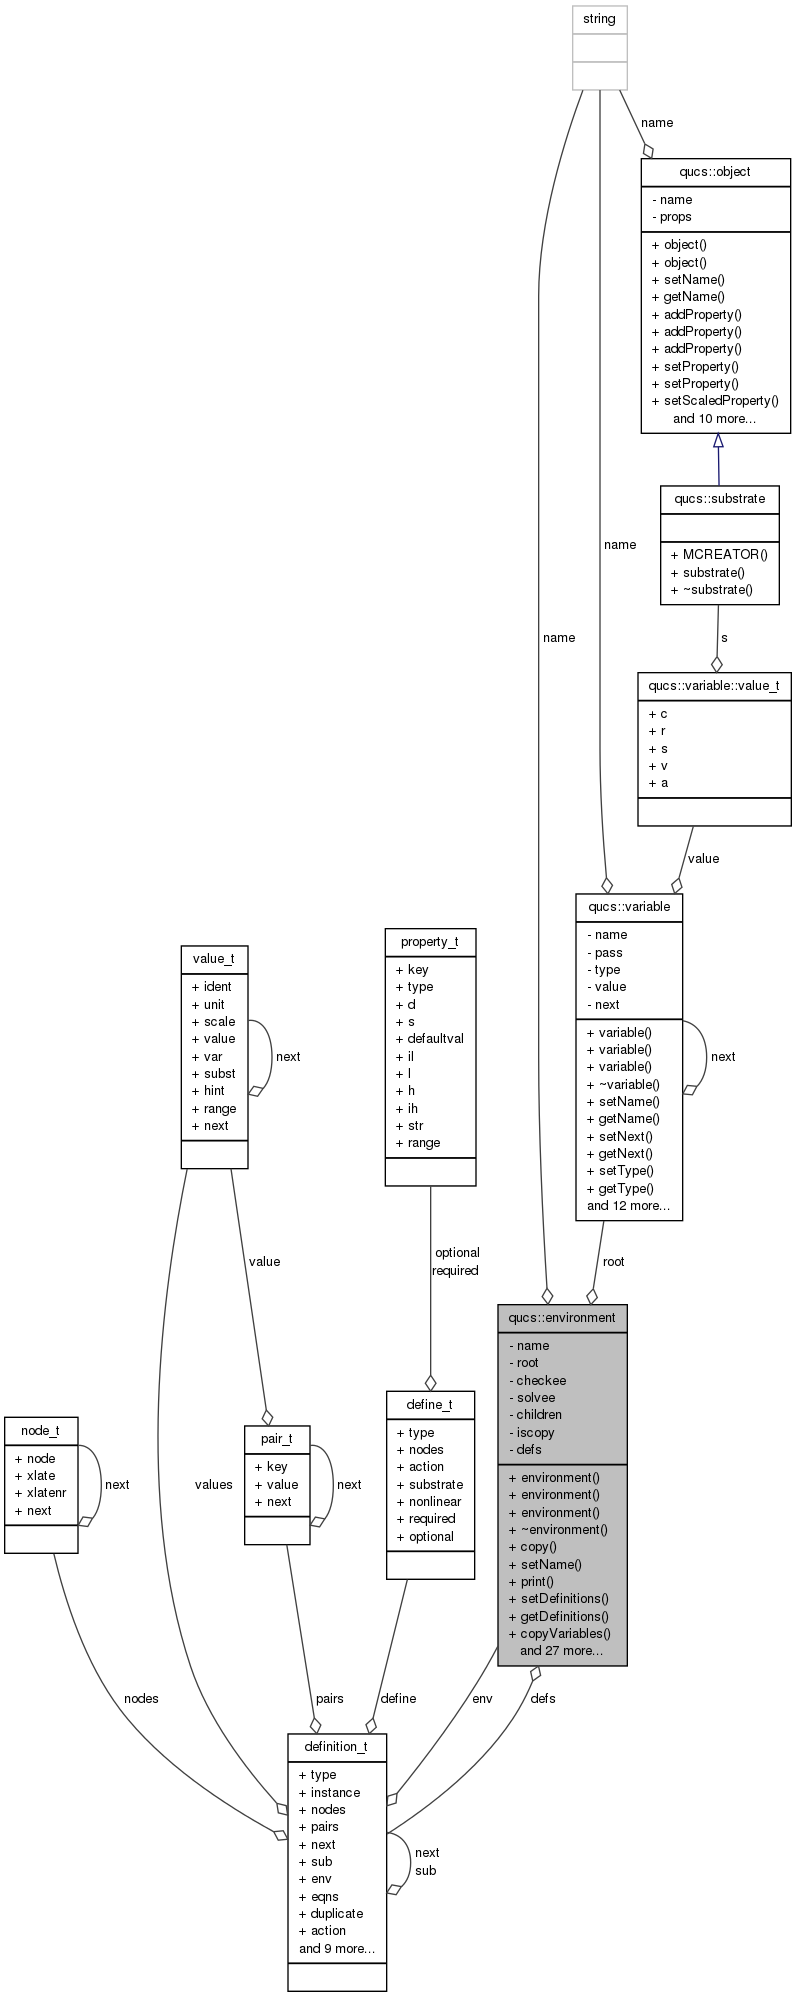 string
name
qucs::object
- name
- props
+ object()
+ object()
+ setName()
+ getName()
+ addProperty()
+ addProperty()
+ addProperty()
+ setProperty()
+ setProperty()
+ setScaledProperty()
and 10 more...
qucs::substrate
+ MCREATOR()
+ substrate()
+ ~substrate()
name
name
s
qucs::variable::value_t
+ c
+ r
+ s
+ v
+ a
value
qucs::variable
- name
- pass
- type
- value
- next
+ variable()
+ variable()
+ variable()
+ ~variable()
+ setName()
+ getName()
+ setNext()
+ getNext()
+ setType()
+ getType()
and 12 more...
next
property_t
+ key
+ type
+ d
+ s
+ defaultval
+ il
+ l
+ h
+ ih
+ str
+ range
value_t
+ ident
+ unit
+ scale
+ value
+ var
+ subst
+ hint
+ range
+ next
next
value
optional
required
root
qucs::environment
- name
- root
- checkee
- solvee
- children
- iscopy
- defs
+ environment()
+ environment()
+ environment()
+ ~environment()
+ copy()
+ setName()
+ print()
+ setDefinitions()
+ getDefinitions()
+ copyVariables()
and 27 more...
define_t
+ type
+ nodes
+ action
+ substrate
+ nonlinear
+ required
+ optional
node_t
+ node
+ xlate
+ xlatenr
+ next
next
values
pair_t
+ key
+ value
+ next
next
nodes
pairs
define
env
defs
definition_t
+ type
+ instance
+ nodes
+ pairs
+ next
+ sub
+ env
+ eqns
+ duplicate
+ action
and 9 more...
next
sub